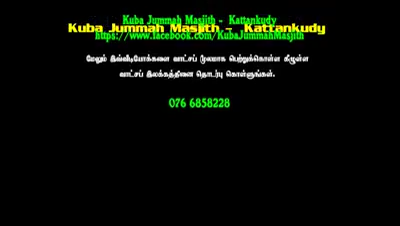 Kuba Jummah Masjith - Kattankudy
Kuba Jummah Masjith - Kattankudy
https://www.facebook.com/KubaJummahMasjith
மேலும் இவ்வீடியோக்களை வாட்சப் மூலமாக பெற்றுக்கொள்ள கீழுள்ள
வாட்சப் இலக்கத்தினை தொடர்பு கொள்ளுங்கள்.
076 6858228